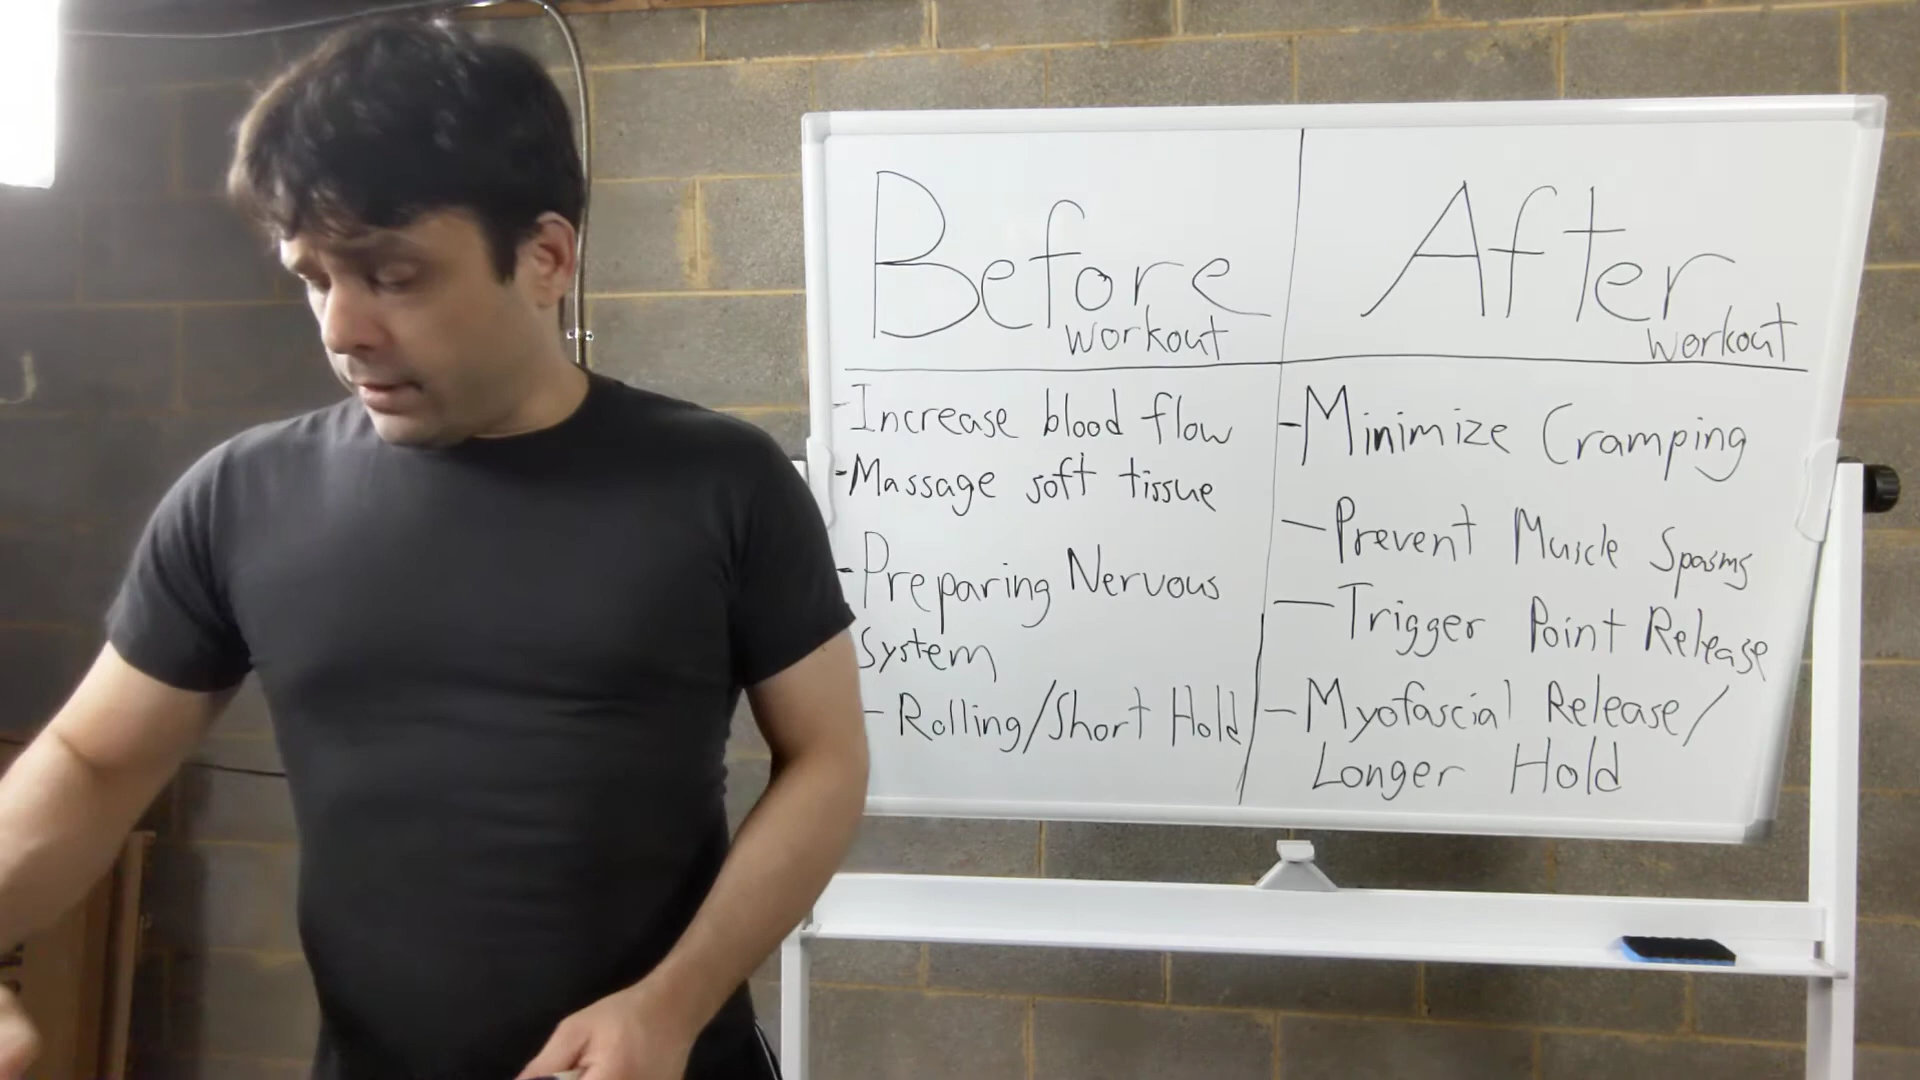 Before
workout
-Increase blood flow
-Massage soft tissue
-Preparing Nervous
System
-Rolling/Short Hold
After
workout
-Minimize Cramping
-Prevent Muscle Spasms
-Trigger Point Release
-Myofascial Release/
Longer Hold